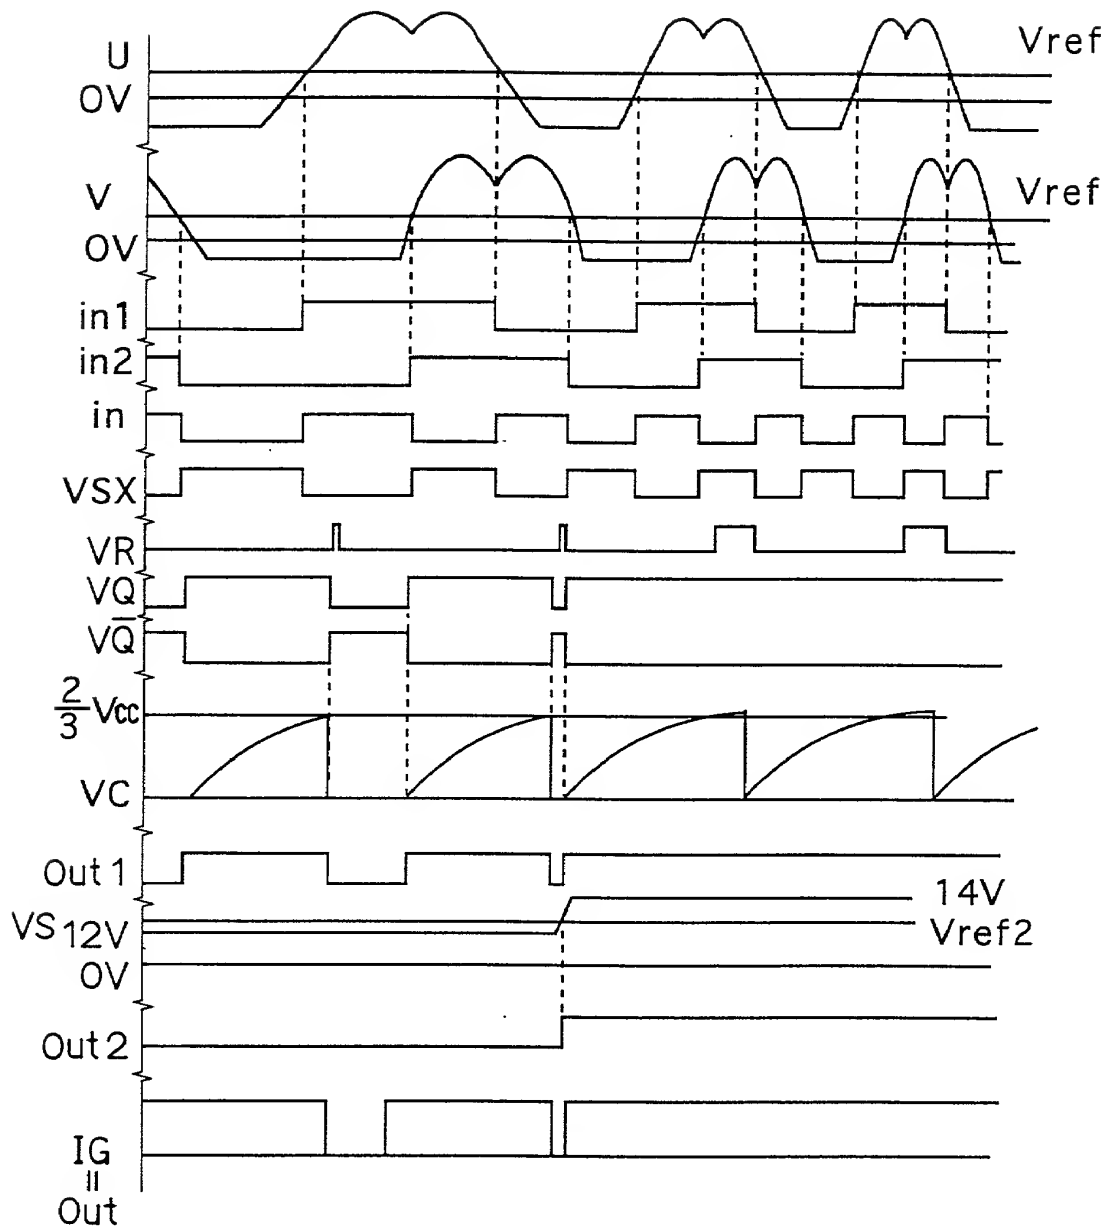 U
Vref
OV
V
Vref
OV
in1
in2
in
VSX
VR
VQ
VQ̅
2/3 Vcc
VC
Out 1
14V
VS 12V
Vref2
OV
Out 2
IG
=
Out